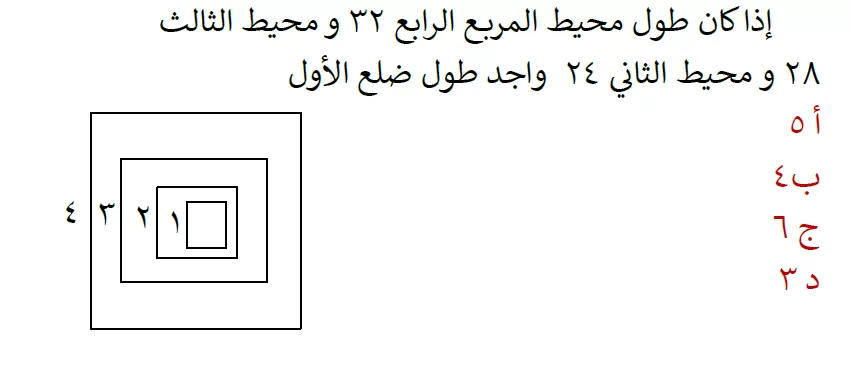 إذا كان طول محيط المربع الرابع ٣٢ و محيط الثالث
٢٨ و محيط الثاني ٢٤ واجد طول ضلع الأول
أ ٥
ب ٤
ج ٦
د ٣
٤ ٣ ٢ ١